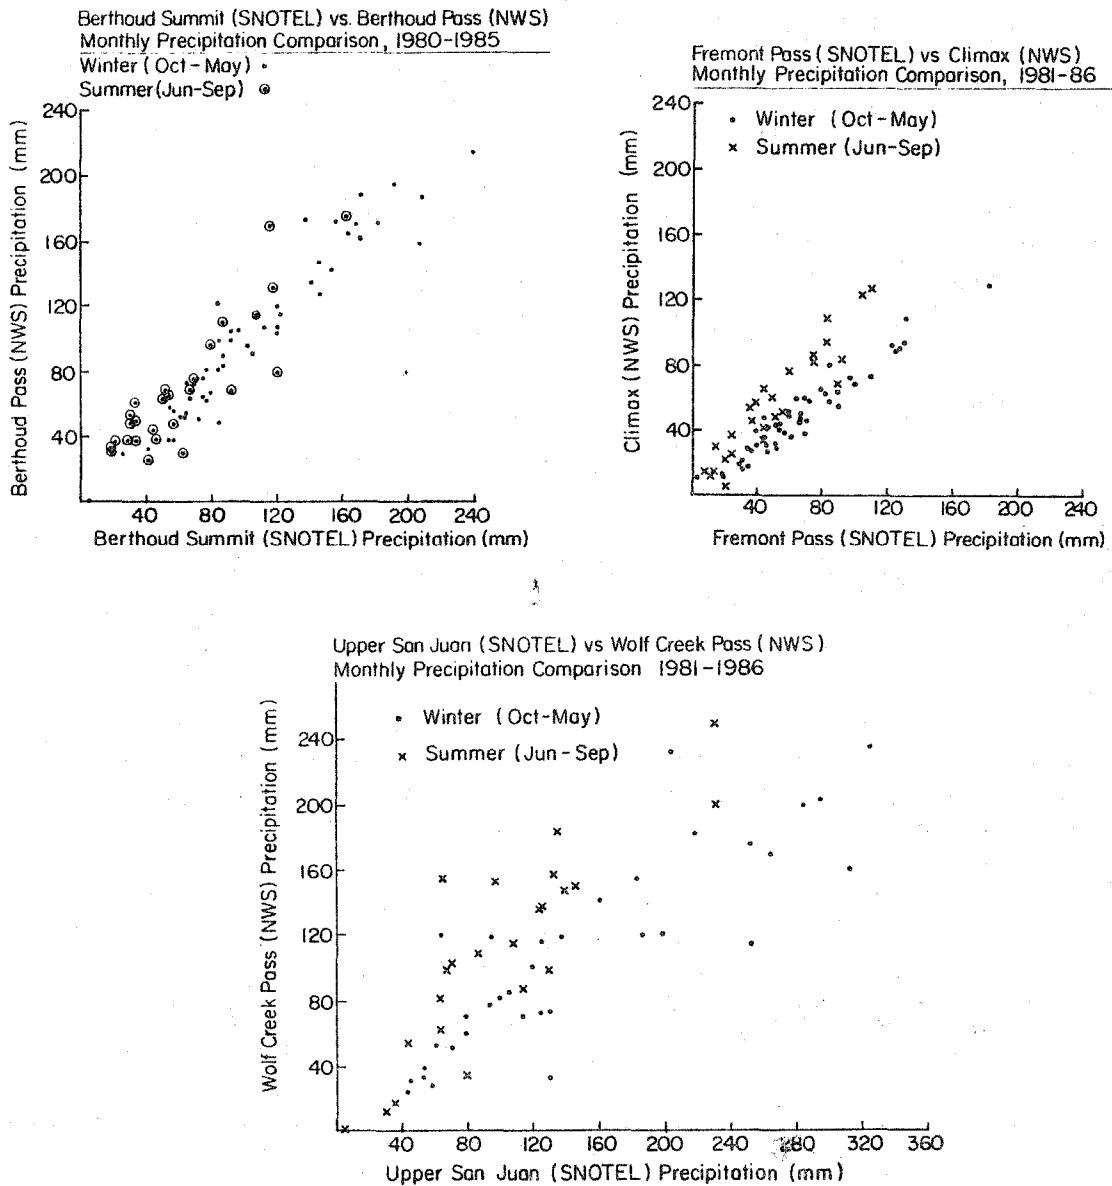 Berthoud Summit (SNOTEL) vs. Berthoud Pass (NWS)
Monthly Precipitation Comparison, 1980-1985
Winter (Oct-May)
Summer (Jun-Sep)
240
200
160
120
80
40
Berthoud Pass (NWS) Precipitation (mm)
40 80 120 160 200 240
Berthoud Summit (SNOTEL) Precipitation (mm)
Fremont Pass (SNOTEL) vs Climax (NWS)
Monthly Precipitation Comparison, 1981-86
Winter (Oct-May)
Summer (Jun-Sep)
240
200
160
120
80
40
Climax (NWS) Precipitation (mm)
40 80 120 160 200 240
Fremont Pass (SNOTEL) Precipitation (mm)
Upper San Juan (SNOTEL) vs Wolf Creek Pass (NWS)
Monthly Precipitation Comparison 1981-1986
Winter (Oct-May)
Summer (Jun-Sep)
240
200
160
120
80
40
Wolf Creek Pass (NWS) Precipitation (mm)
40 80 120 160 200 240 280 320 360
Upper San Juan (SNOTEL) Precipitation (mm)